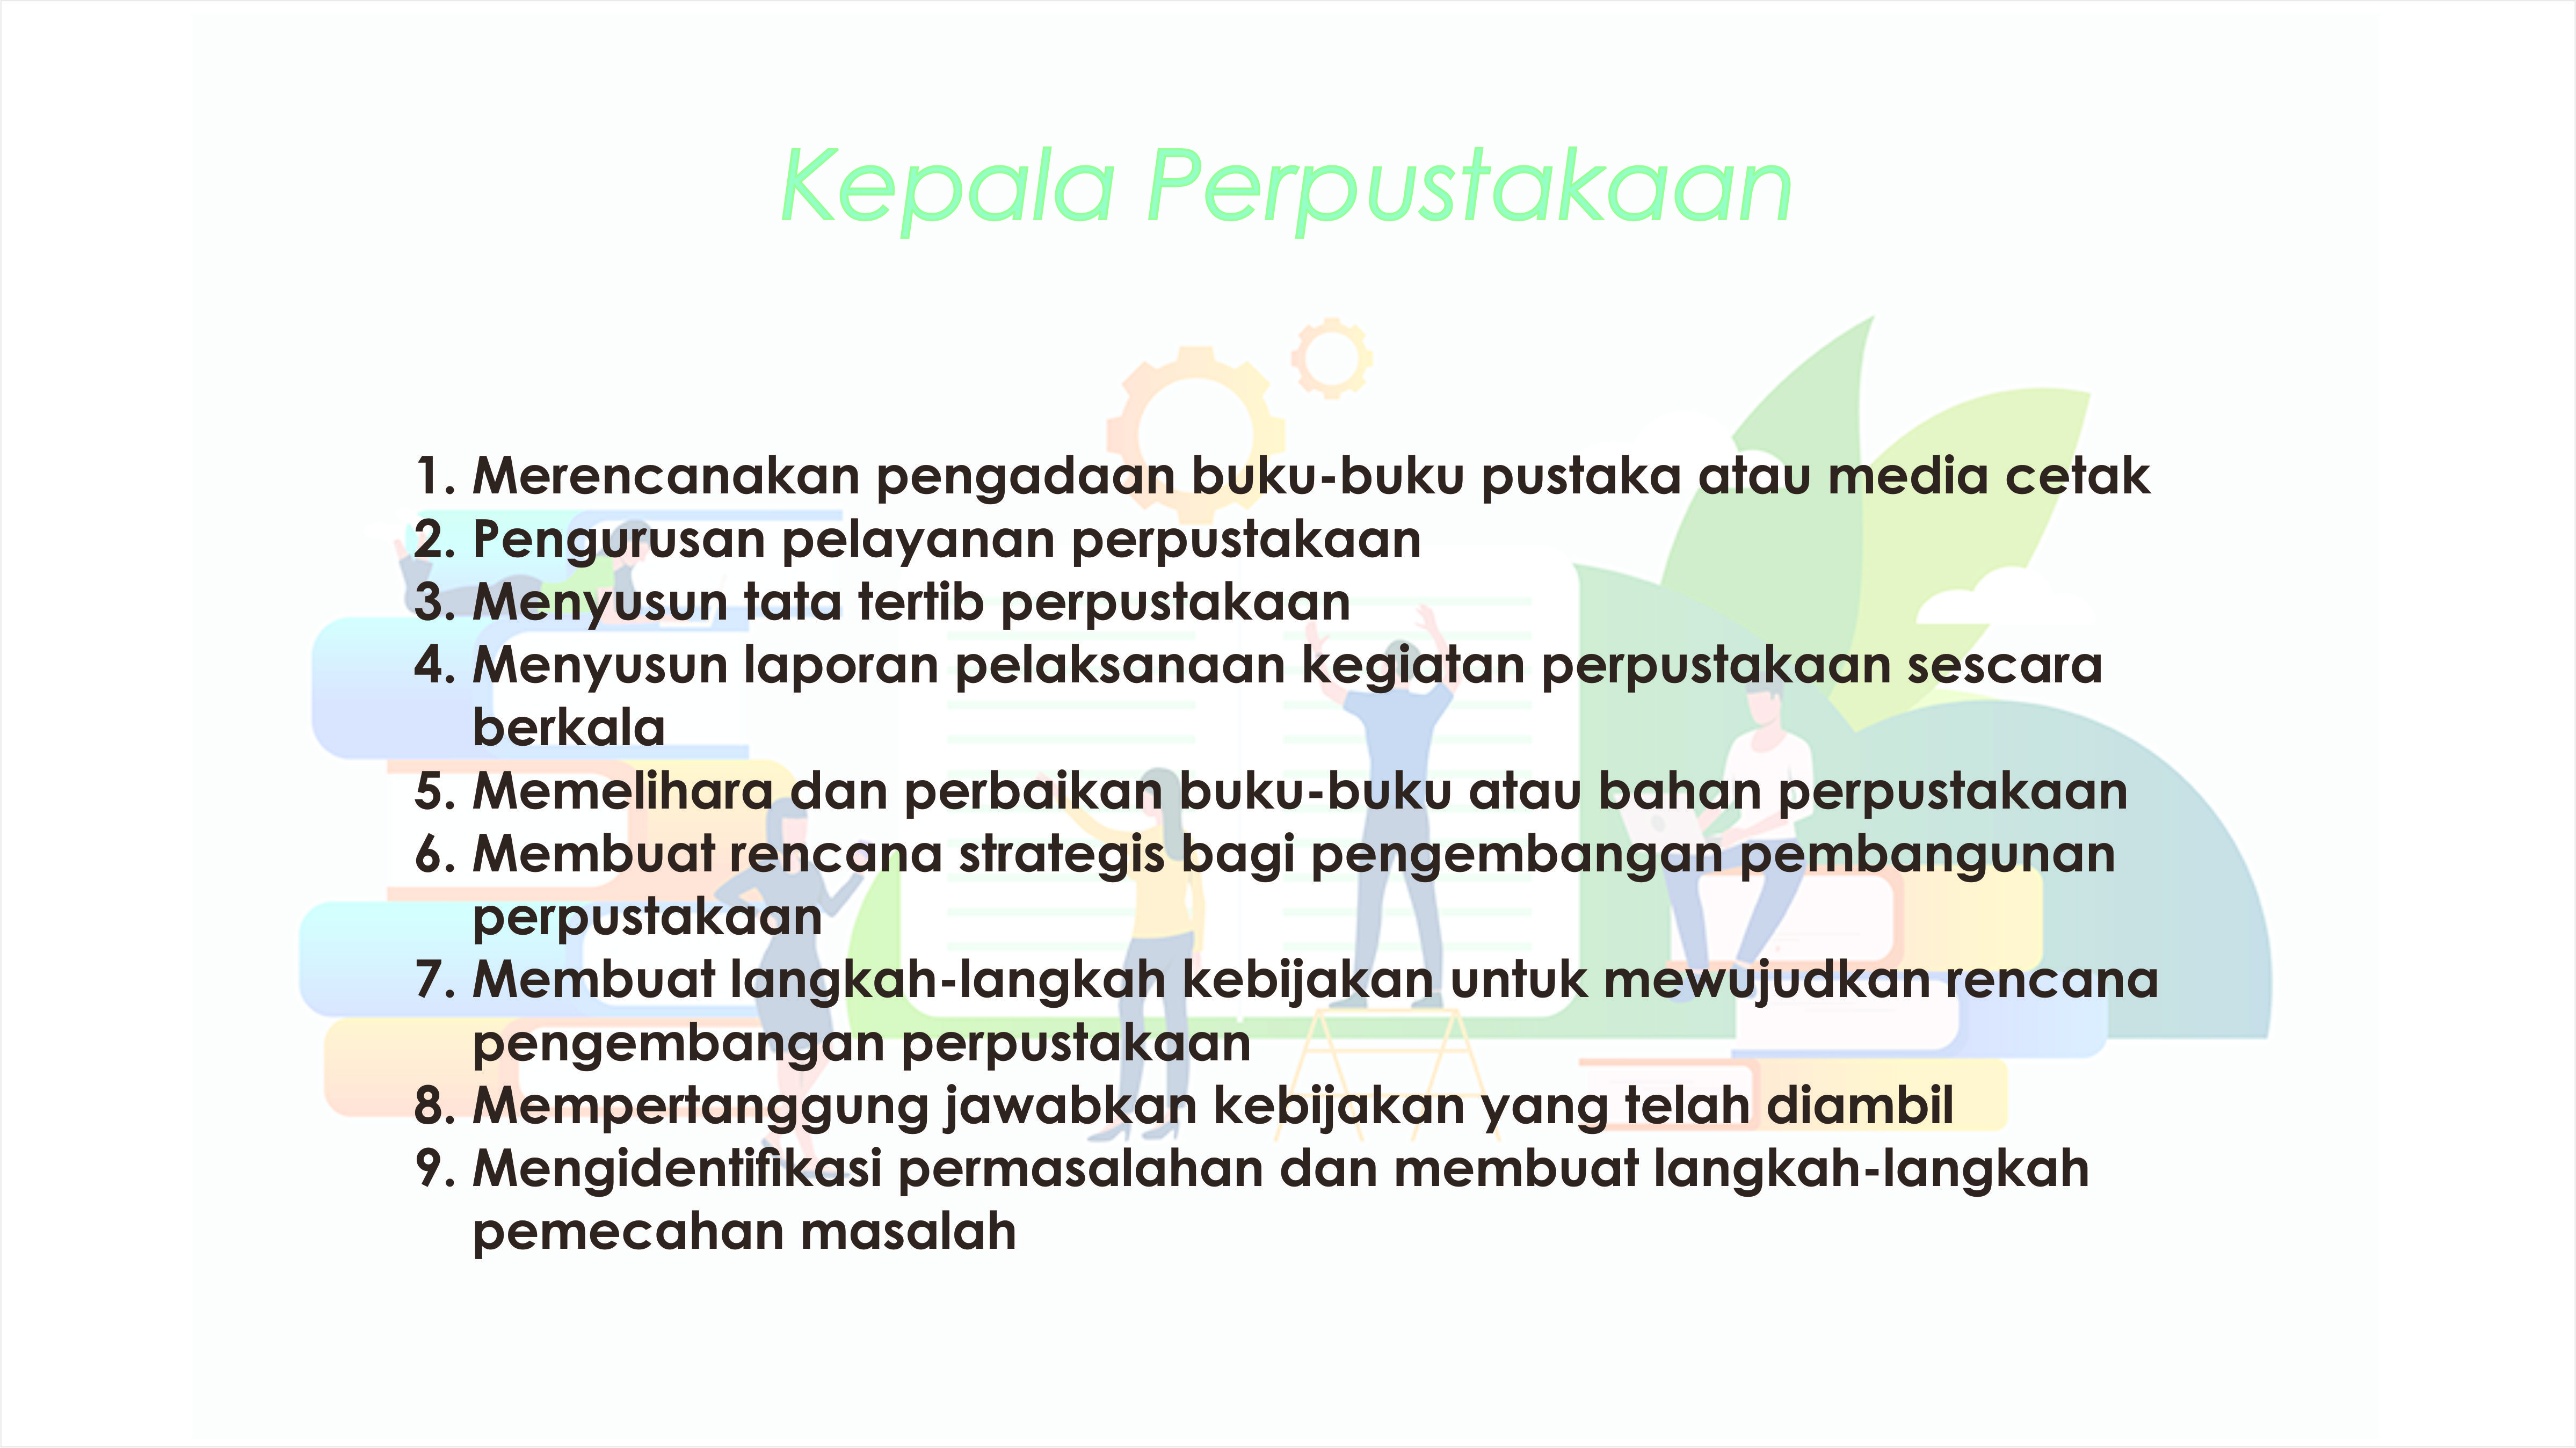 Kepala Perpustakaan
1. Merencanakan pengadaan buku-buku pustaka atau media cetak
2. Pengurusan pelayanan perpustakaan
3. Menyusun tata tertib perpustakaan
4. Menyusun laporan pelaksanaan kegiatan perpustakaan sescara
berkala
5. Memelihara dan perbaikan buku-buku atau bahan perpustakaan
6. Membuat rencana strategis bagi pengembangan pembangunan
perpustakaan
7. Membuat langkah-langkah kebijakan untuk mewujudkan rencana
pengembangan perpustakaan
8. Mempertanggung jawabkan kebijakan yang telah diambil
9. Mengidentifikasi permasalahan dan membuat langkah-langkah
pemecahan masalah